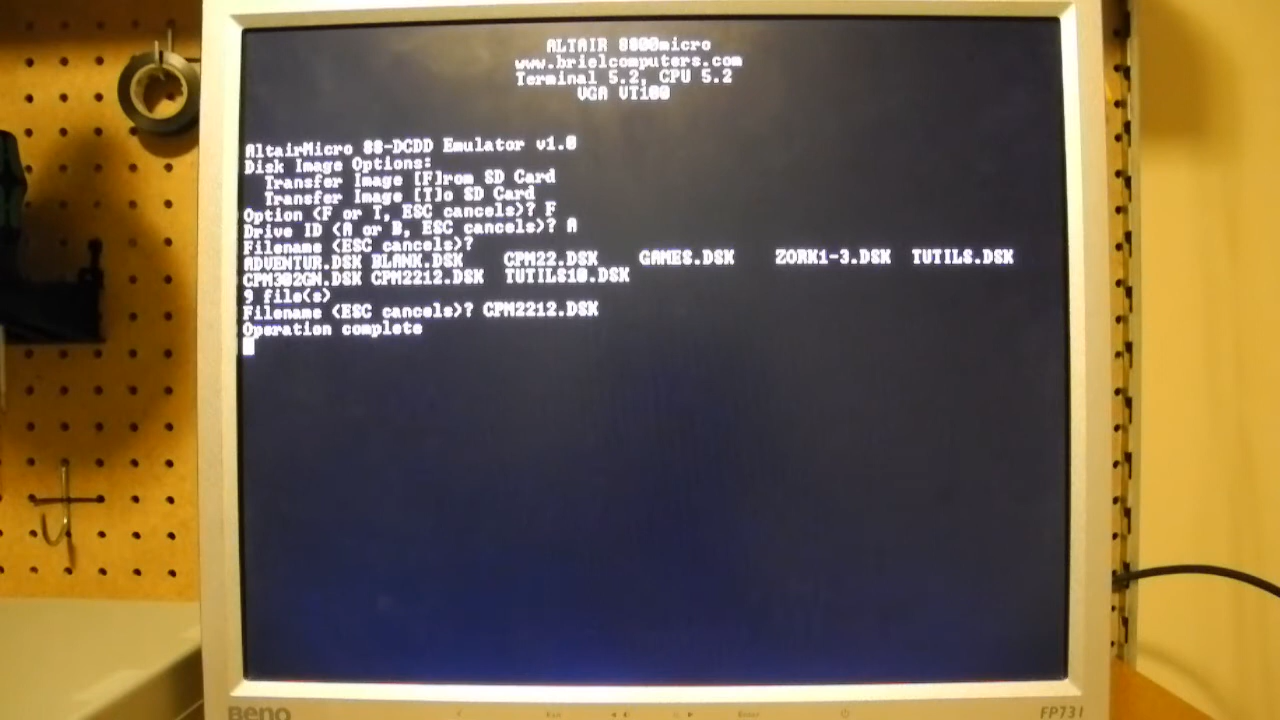 ALTAIR 8800micro
www.brielcomputers.com
Terminal 5.2, CPU 5.2
VGA VT100
AltairMicro 88-DCDD Emulator v1.0
Disk Image Options:
Transfer Image [F]rom SD Card
Transfer Image [T]o SD Card
Option (F or T, ESC cancels)? F
Drive ID (A or B, ESC cancels)? A
Filename (ESC cancels)?
ADVENTUR.DSK BLANK.DSK CPM22.DSK GAMES.DSK ZORK1-3.DSK TUTILS.DSK
CPM302GN.DSK CPM2212.DSK TUTILS10.DSK
9 file(s)
Filename (ESC cancels)? CPM2212.DSK
Operation complete
BenQ
Enter
FP731